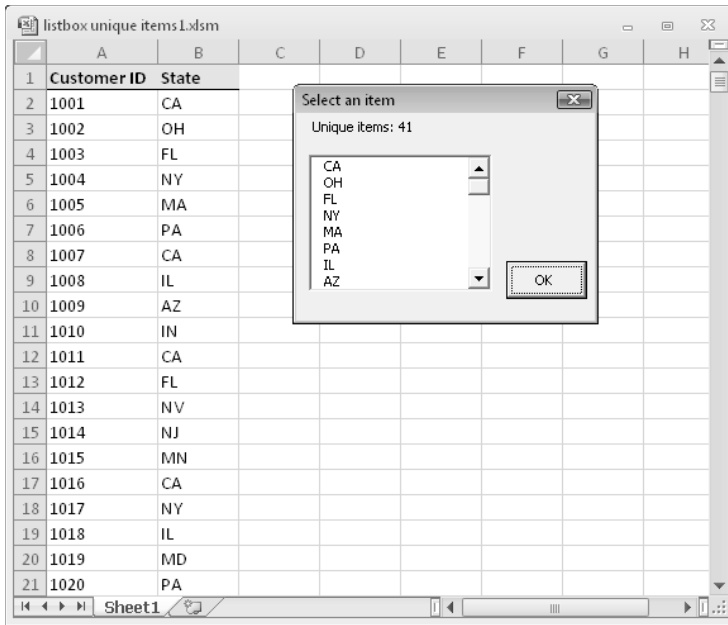 listbox unique items1.xlsm
A B C D E F G H
1 Customer ID State
2 1001 CA
3 1002 OH
4 1003 FL
5 1004 NY
6 1005 MA
7 1006 PA
8 1007 CA
9 1008 IL
10 1009 AZ
11 1010 IN
12 1011 CA
13 1012 FL
14 1013 NV
15 1014 NJ
16 1015 MN
17 1016 CA
18 1017 NY
19 1018 IL
20 1019 MD
21 1020 PA
Select an item
Unique items: 41
CA
OH
FL
NY
MA
PA
IL
AZ
OK
Sheet1